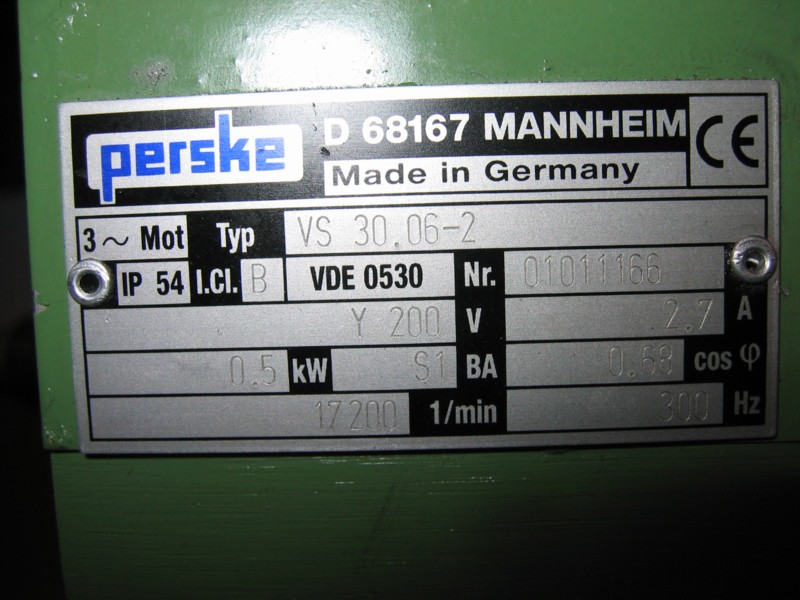 perske D 68167 MANNHEIM CE
Made in Germany
3 ~ Mot Typ VS 30.06-2
IP 54 I.Cl. B VDE 0530 Nr. 01011166
Y 200 V 2.7 A
0.5 kW S1 BA 0.68 cos φ
17200 1/min 300 Hz